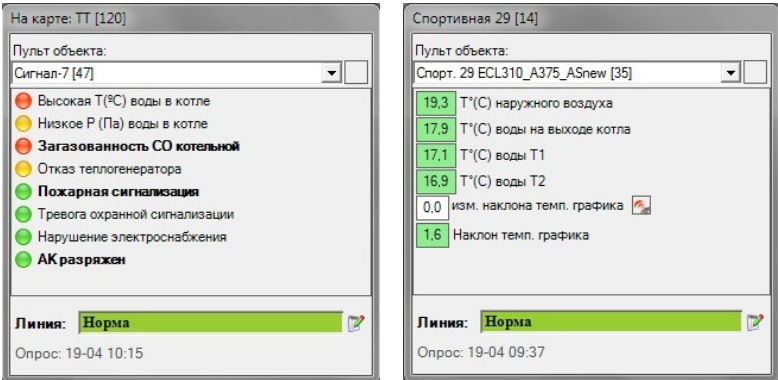 На карте: ТТ [120]
Пульт объекта:
Сигнал-7 [47]
Высокая Т(ºС) воды в котле
Низкое Р (Па) воды в котле
Загазованность СО котельной
Отказ теплогенератора
Пожарная сигнализация
Тревога охранной сигнализации
Нарушение электроснабжения
АК разряжен
Линия: Норма
Опрос: 19-04 10:15
Спортивная 29 [14]
Пульт объекта:
Спорт. 29 ECL310_A375_ASnew [35]
19,3 Т°(С) наружного воздуха
17,9 Т°(С) воды на выходе котла
17,1 Т°(С) воды Т1
16,9 Т°(С) воды Т2
0,0 изм. наклона темп. графика
1,6 Наклон темп. графика
Линия: Норма
Опрос: 19-04 09:37